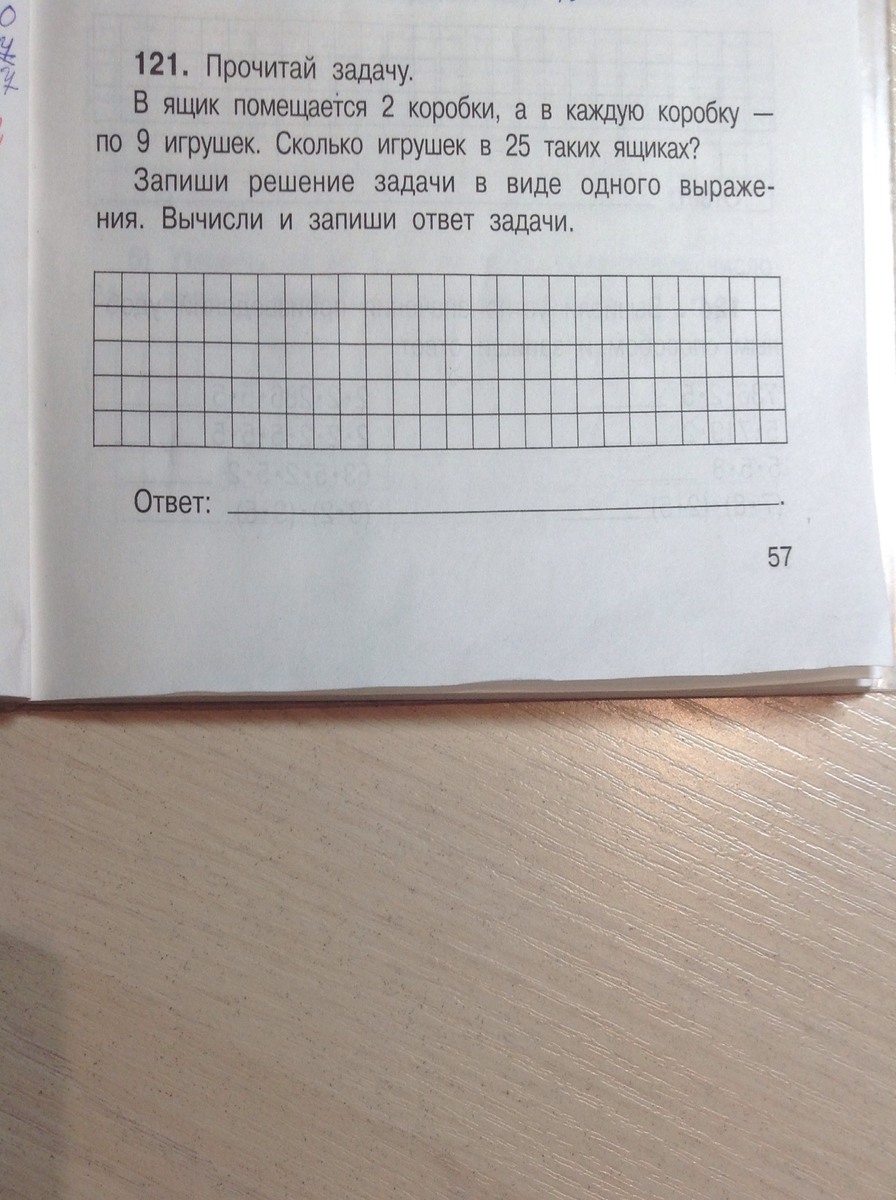 121. Прочитай задачу.
В ящик помещается 2 коробки, а в каждую коробку —
по 9 игрушек. Сколько игрушек в 25 таких ящиках?
Запиши решение задачи в виде одного выраже-
ния. Вычисли и запиши ответ задачи.
Ответ:
57